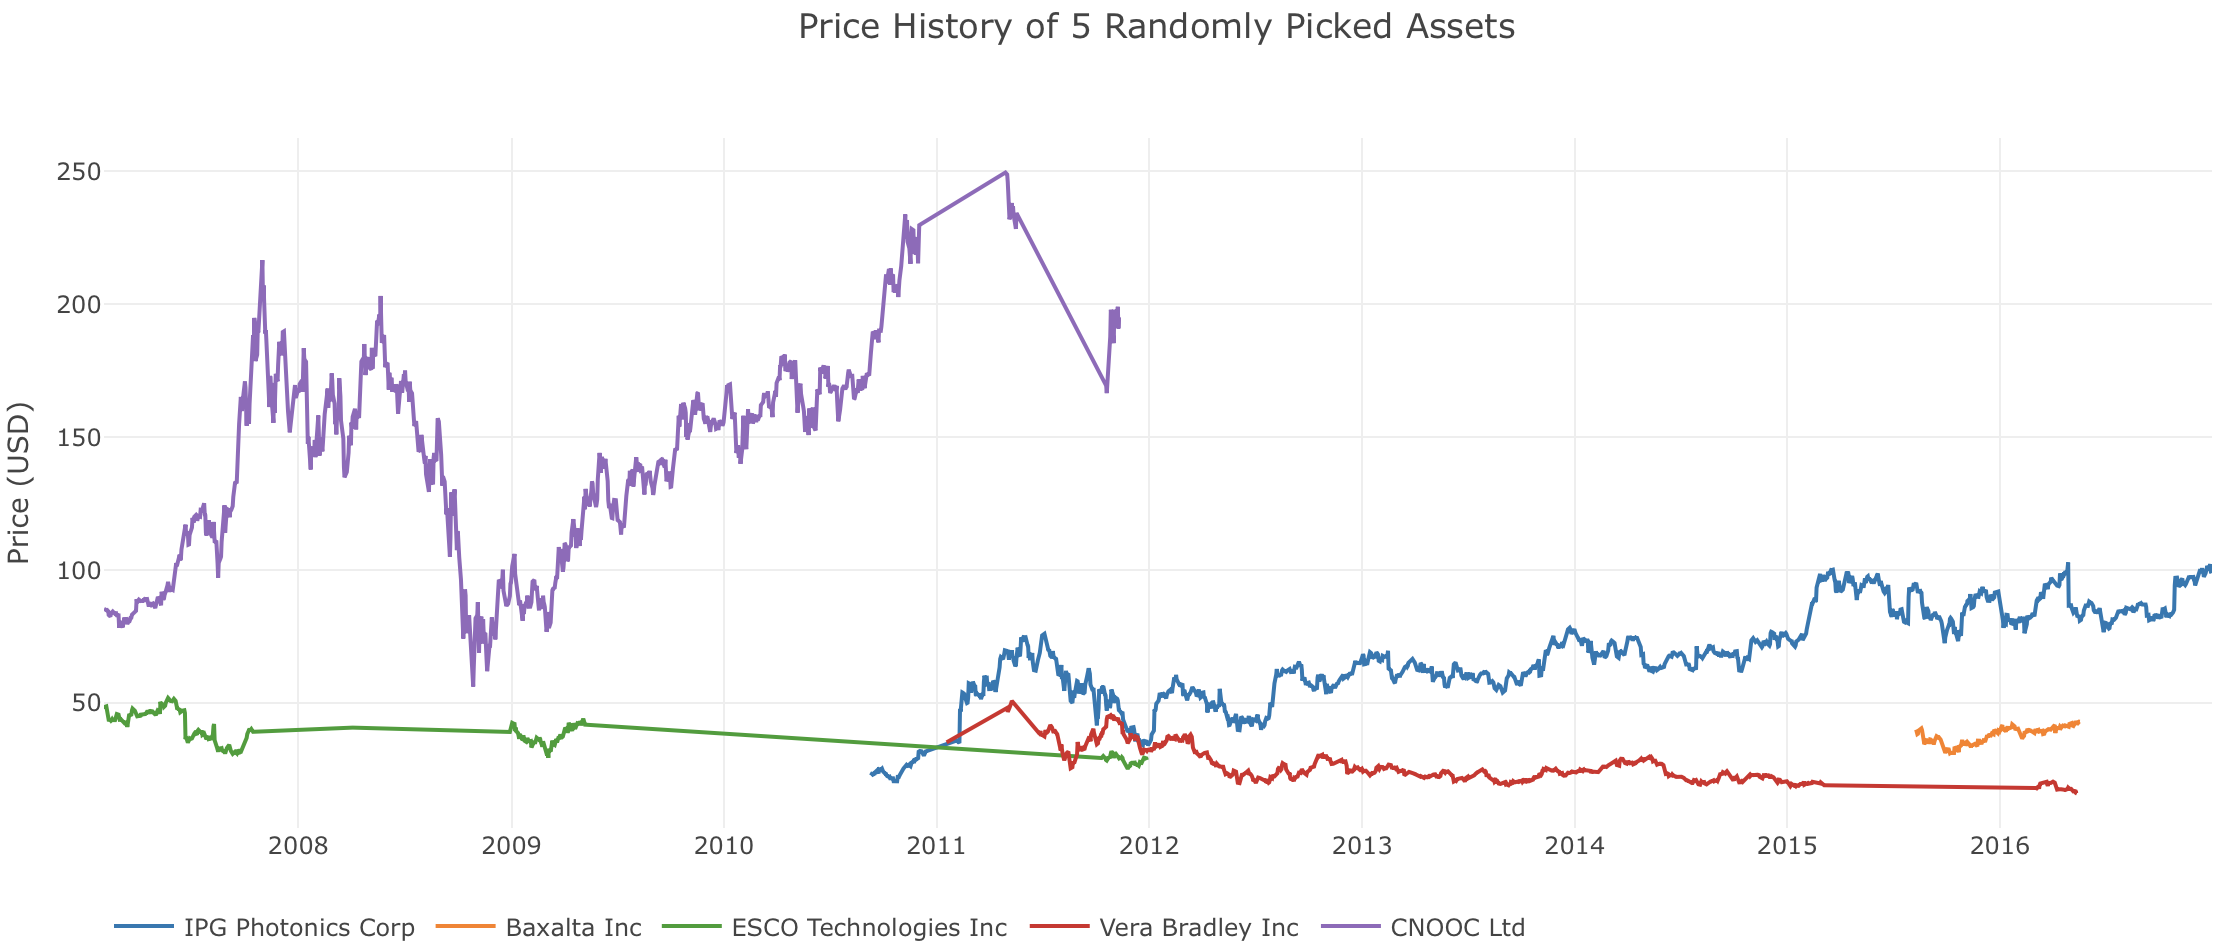 Price History of 5 Randomly Picked Assets
Price (USD)
250
200
150
100
50
2008 2009 2010 2011 2012 2013 2014 2015 2016
IPG Photonics Corp Baxalta Inc ESCO Technologies Inc Vera Bradley Inc CNOOC Ltd